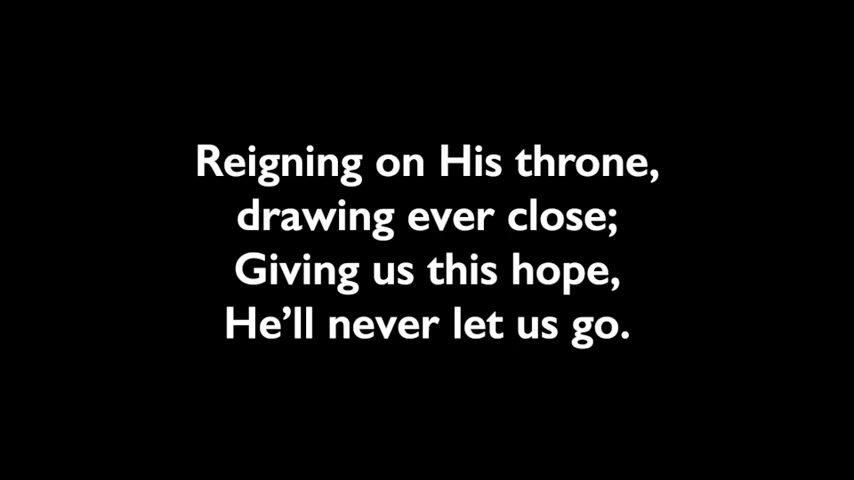 Reigning on His throne,
drawing ever close;
Giving us this hope,
He’ll never let us go.